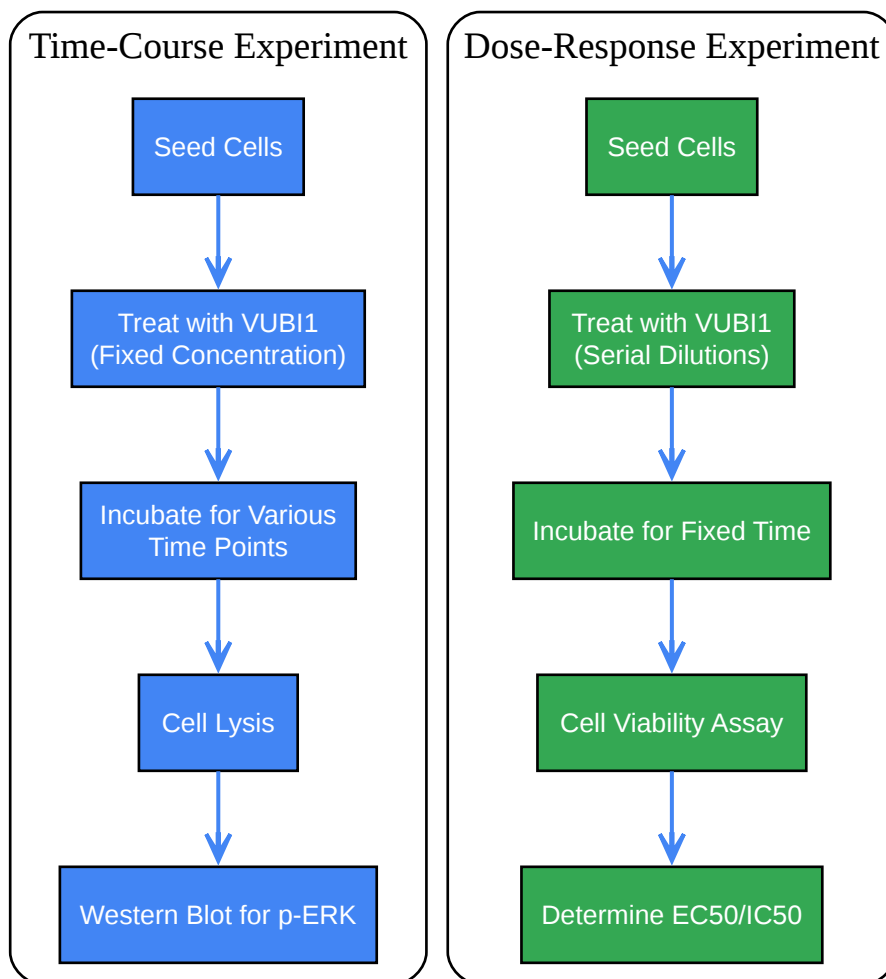 Time-Course Experiment
Seed Cells
Treat with VUBI1
(Fixed Concentration)
Incubate for Various
Time Points
Cell Lysis
Western Blot for p-ERK
Dose-Response Experiment
Seed Cells
Treat with VUBI1
(Serial Dilutions)
Incubate for Fixed Time
Cell Viability Assay
Determine EC50/IC50